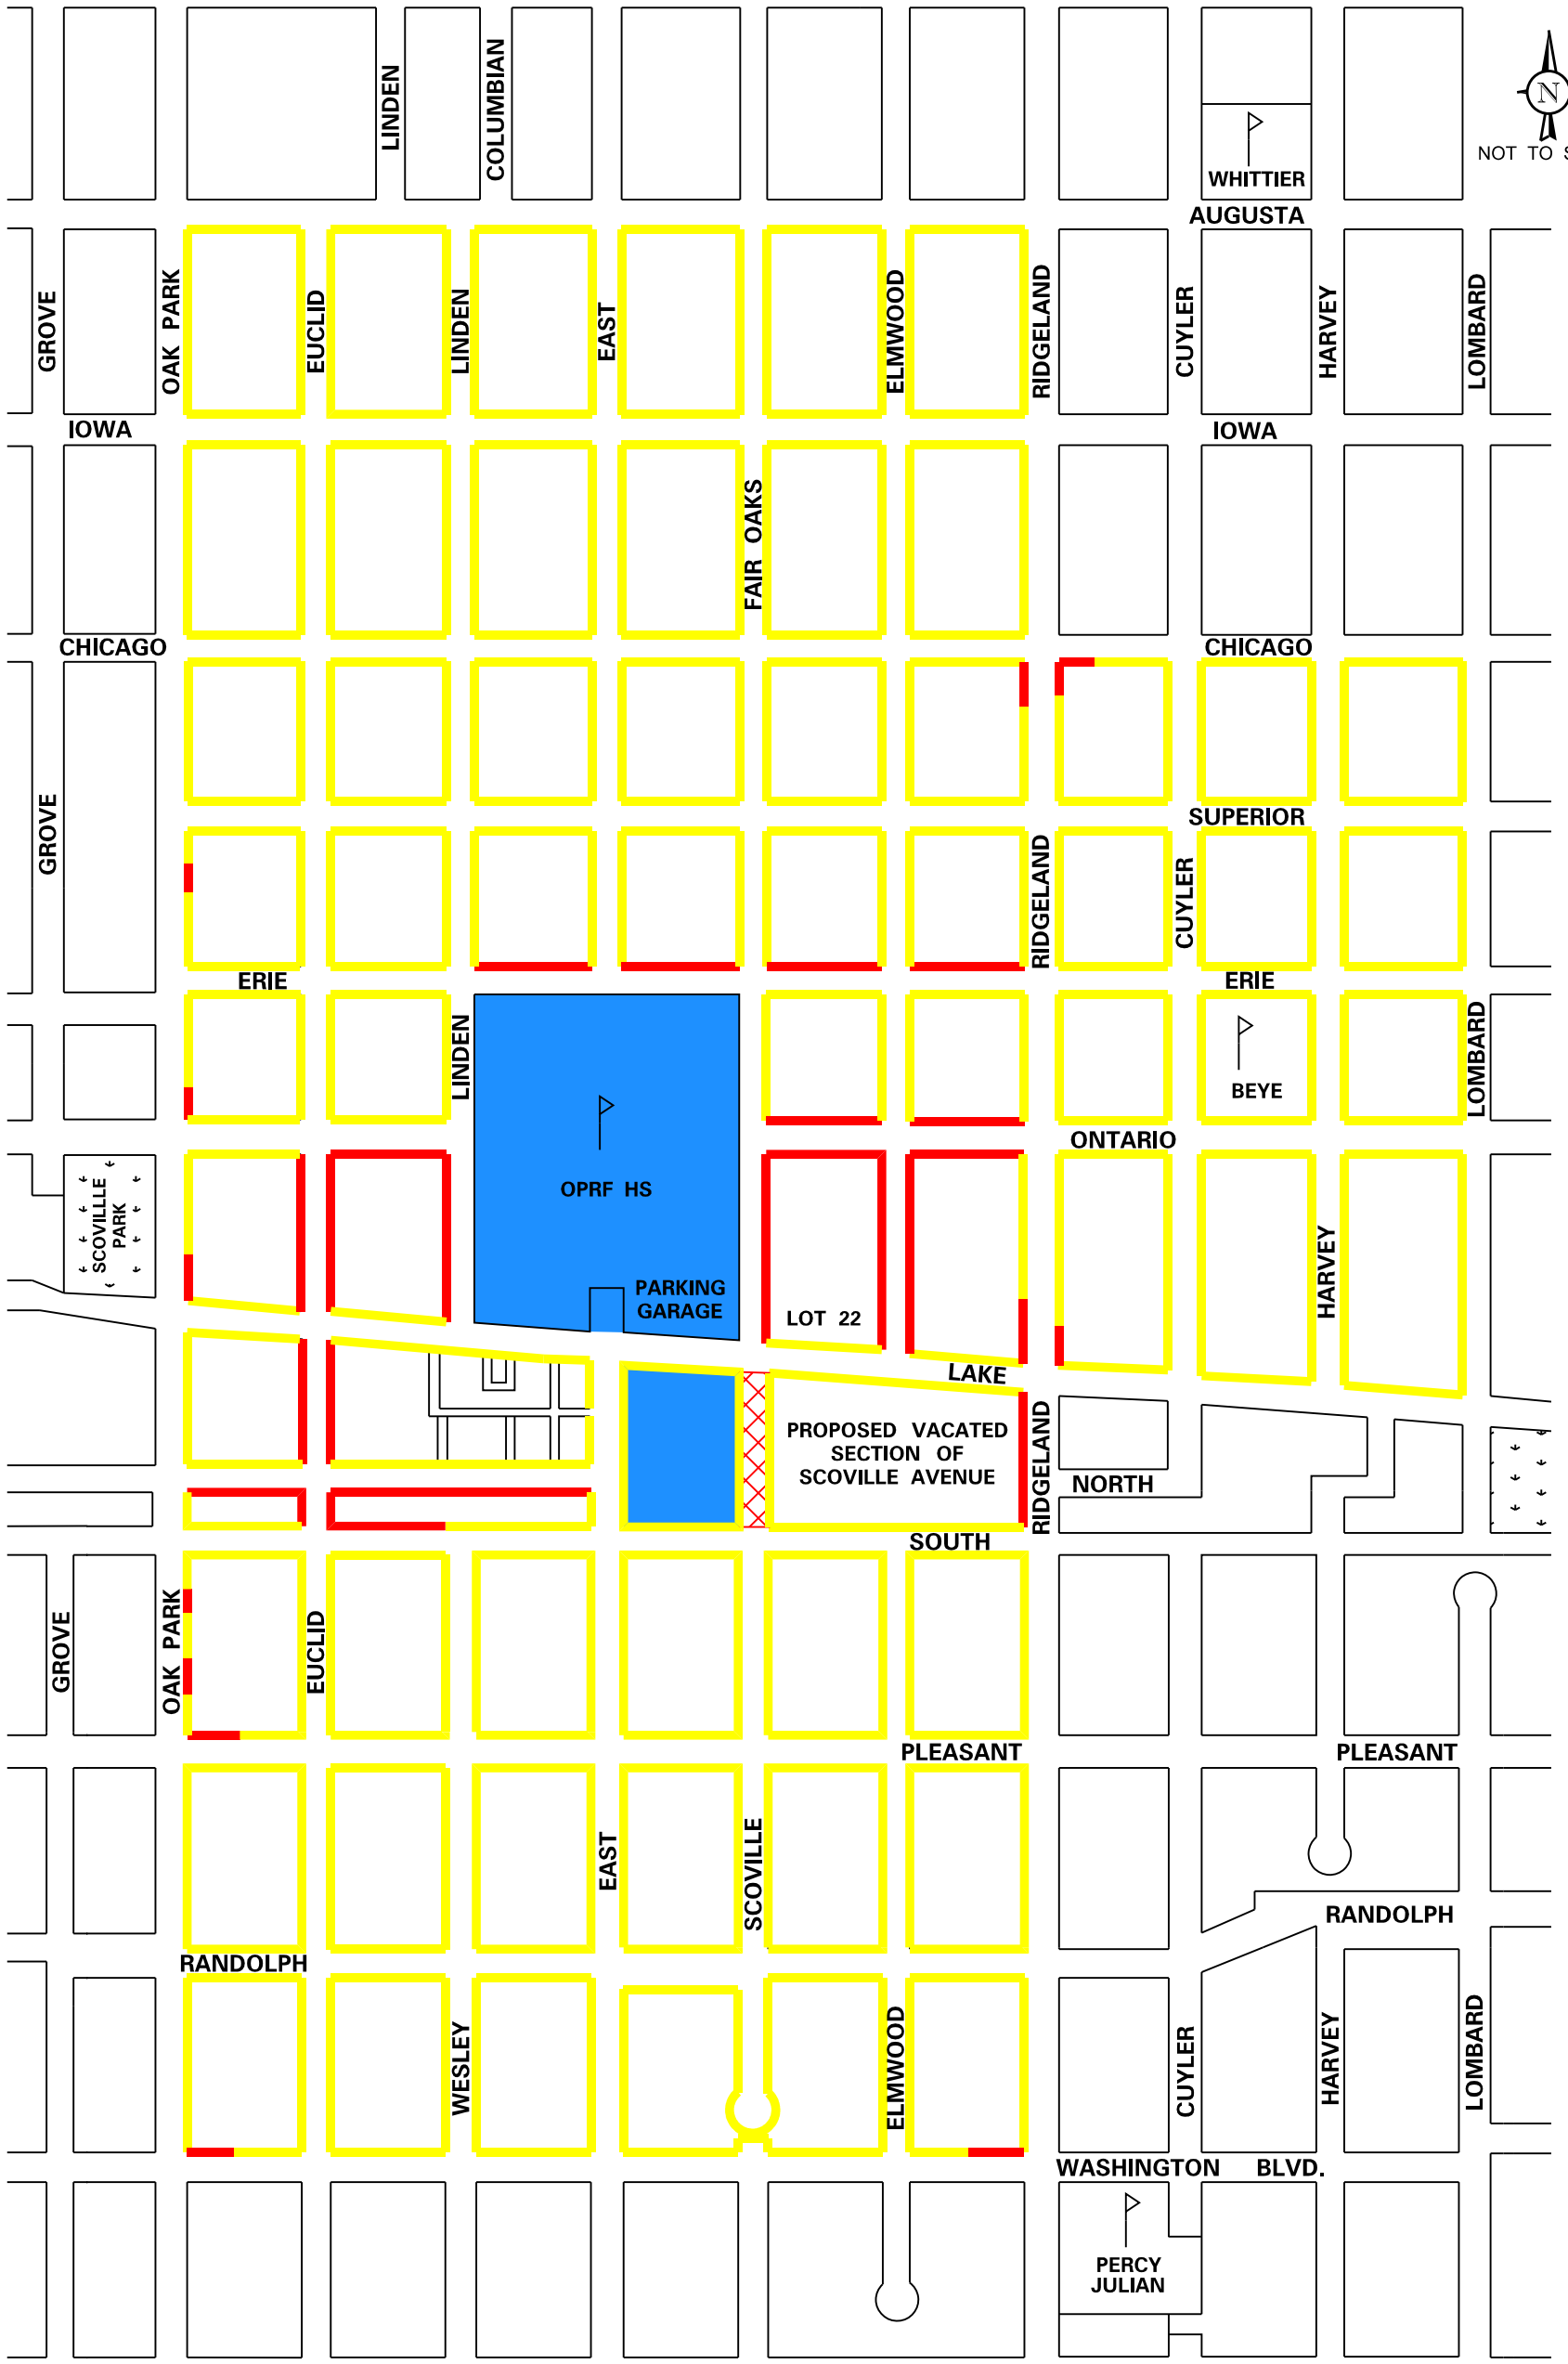 LINDEN
COLUMBIAN
N
NOT TO S
WHITTIER
AUGUSTA
GROVE
OAK PARK
EUCLID
LINDEN
EAST
ELMWOOD
RIDGELAND
CUYLER
HARVEY
LOMBARD
IOWA
IOWA
FAIR OAKS
CHICAGO
CHICAGO
GROVE
SUPERIOR
RIDGELAND
CUYLER
ERIE
ERIE
LINDEN
BEYE
LOMBARD
ONTARIO
SCOVILLLE
PARK
OPRF HS
HARVEY
PARKING
GARAGE
LOT 22
LAKE
PROPOSED VACATED
SECTION OF
SCOVILLE AVENUE
RIDGELAND
NORTH
SOUTH
GROVE
OAK PARK
EUCLID
PLEASANT
PLEASANT
EAST
SCOVILLE
RANDOLPH
RANDOLPH
WESLEY
ELMWOOD
CUYLER
HARVEY
LOMBARD
WASHINGTON BLVD.
PERCY
JULIAN